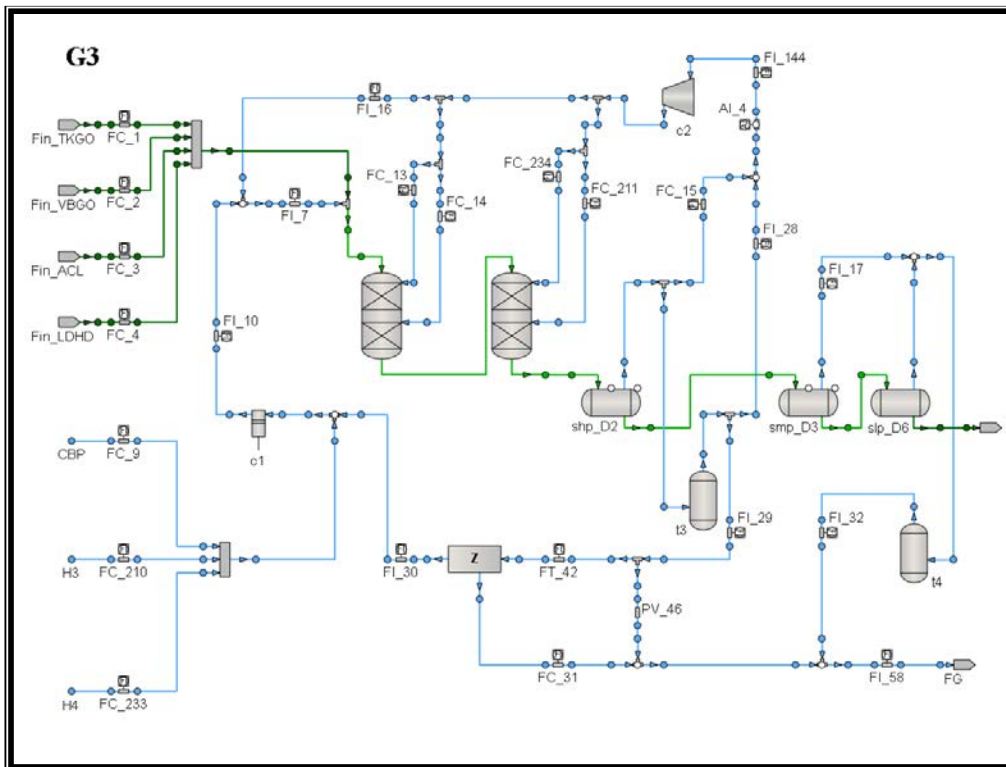 G3
FI_144
FI_16
AI_4
c2
Fin_TKGO
FC_1
FC_234
FC_13
FC_211
FC_15
FC_14
Fin_VBGO
FC_2
FI_7
FI_28
Fin_ACL
FC_3
FI_17
Fin_LDHD
FC_4
FI_10
shp_D2
smp_D3
slp_D6
CBP
FC_9
c1
t3
FI_29
FI_32
H3
FC_210
FI_30
Z
FT_42
t4
PV_46
FC_31
FI_58
FG
H4
FC_233